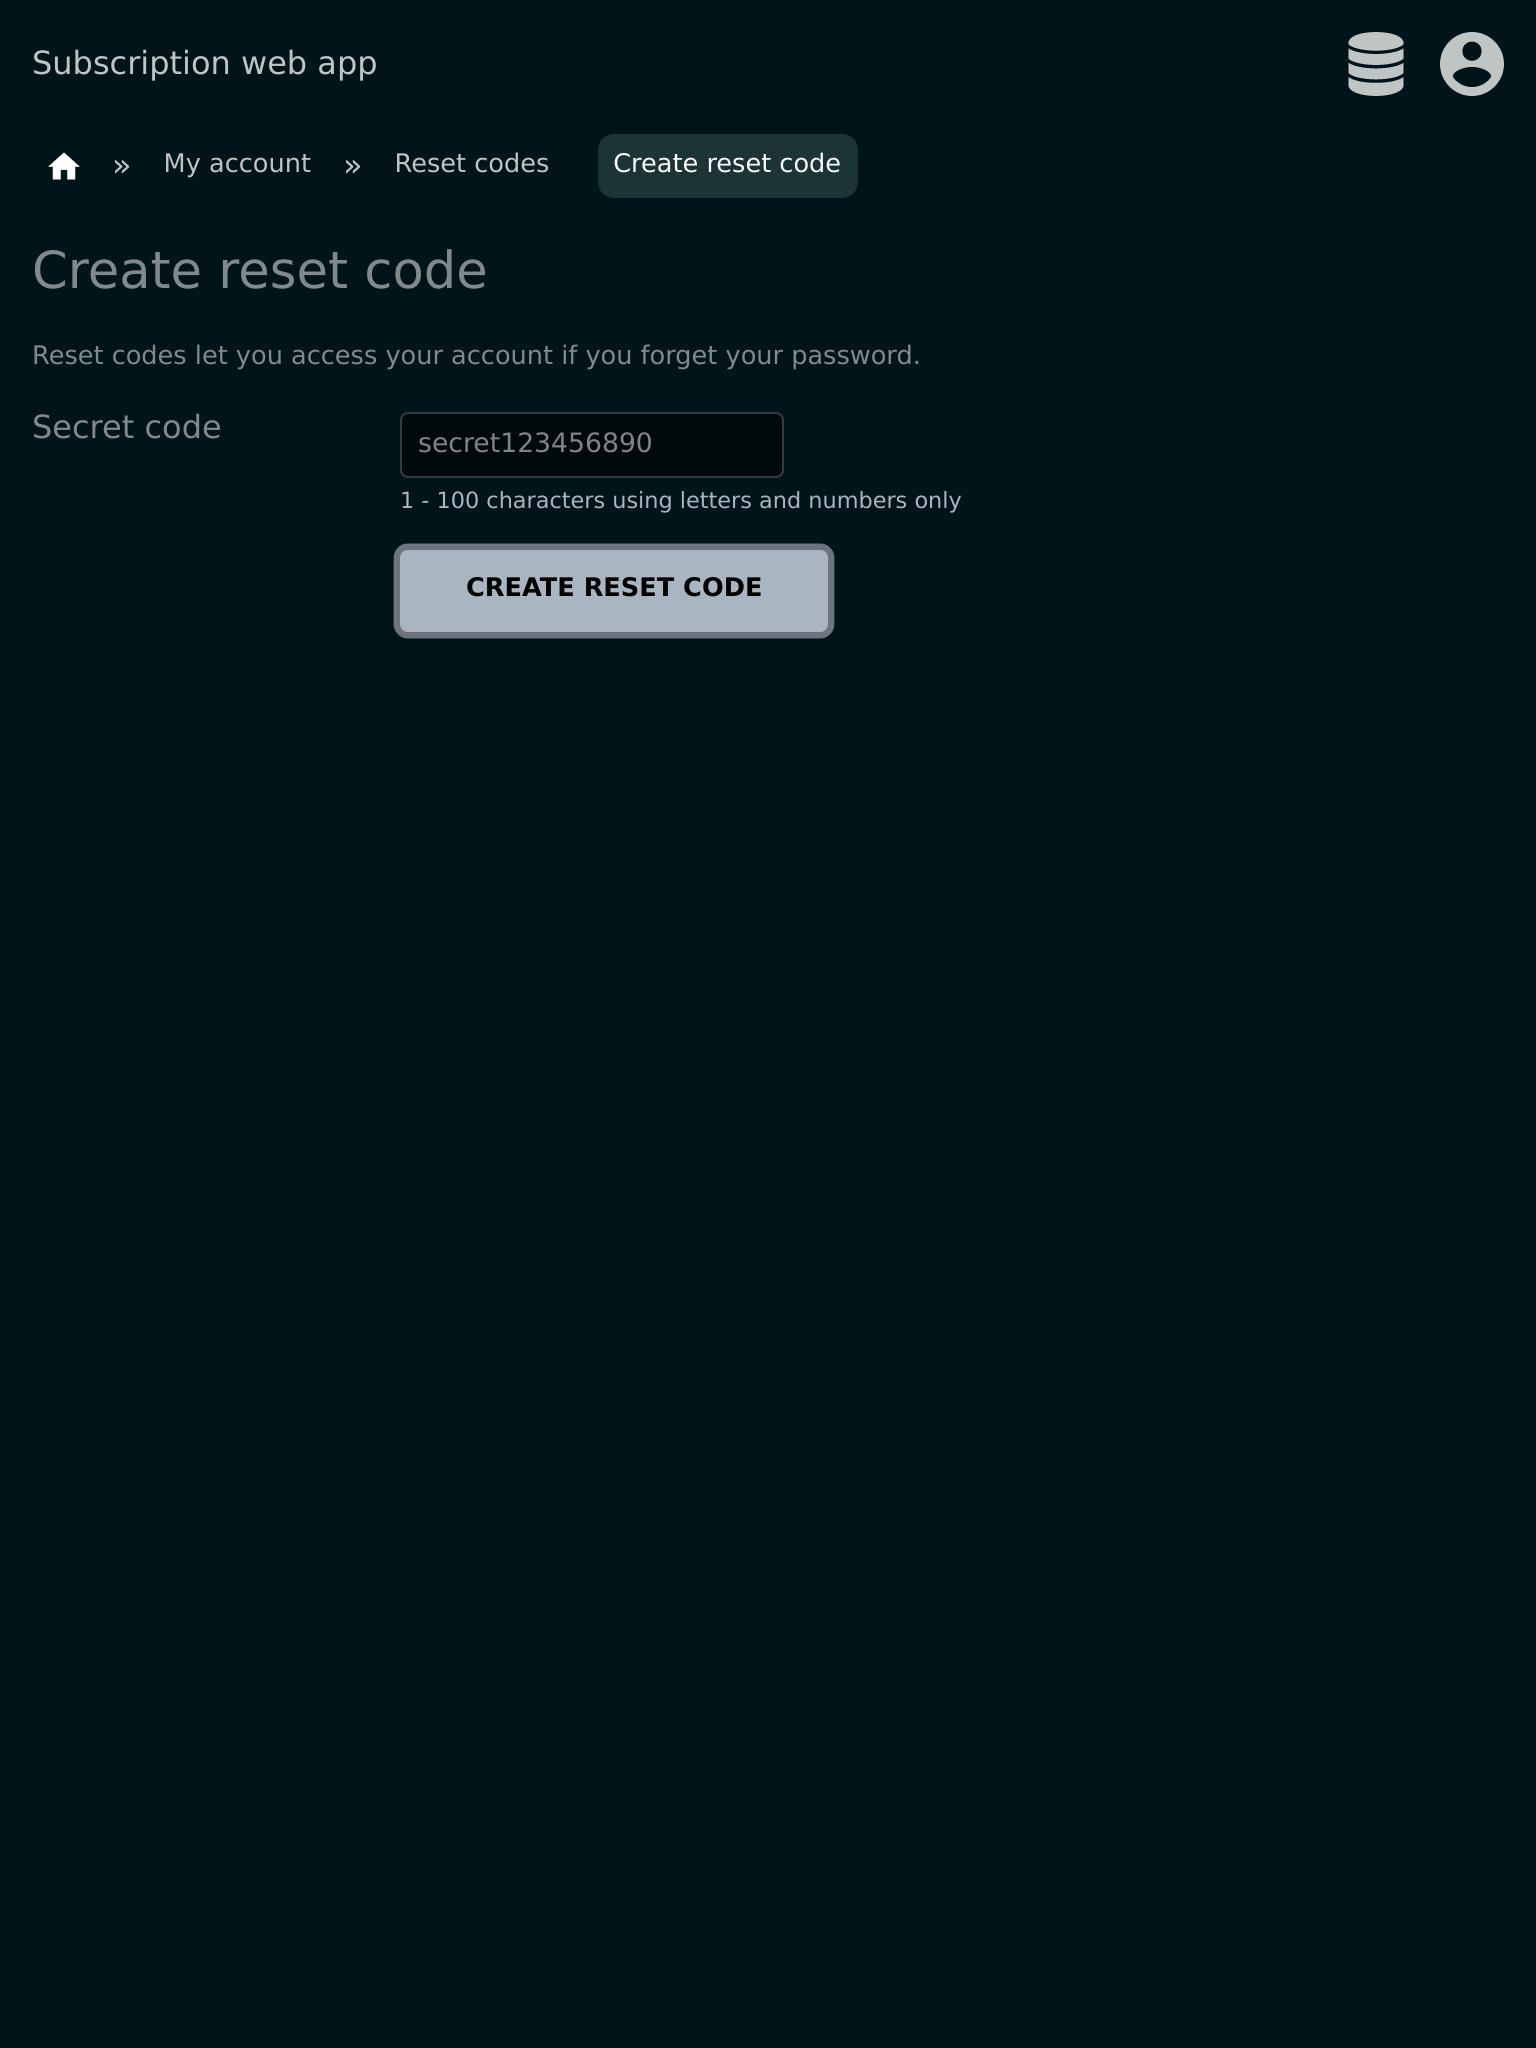 Subscription web app
» My account » Reset codes Create reset code
Create reset code
Reset codes let you access your account if you forget your password.
Secret code
secret123456890
1 - 100 characters using letters and numbers only
CREATE RESET CODE